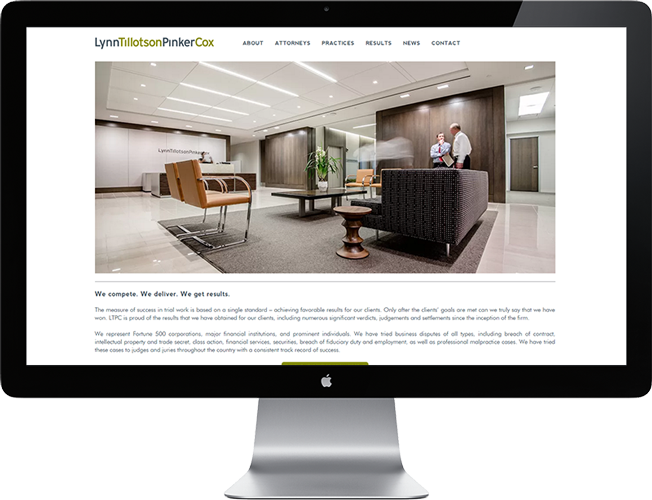 LynnTillotsonPinkerCox
ABOUT ATTORNEYS PRACTICES RESULTS NEWS CONTACT
LynnTillotsonPinkerCox
We compete. We deliver. We get results.
The measure of success in trial work is based on a single standard – achieving favorable results for our clients. Only after the clients' goals are met can we truly say that we have
won. LTPC is proud of the results that we have obtained for our clients, including numerous significant verdicts, judgements and settlements since the inception of the firm.
We represent Fortune 500 corporations, major financial institutions, and prominent individuals. We have tried business disputes of all types, including breach of contract,
intellectual property and trade secret, class action, financial services, securities, breach of fiduciary duty and employment, as well as professional malpractice cases. We have tried
these cases to judges and juries throughout the country with a consistent track record of success.